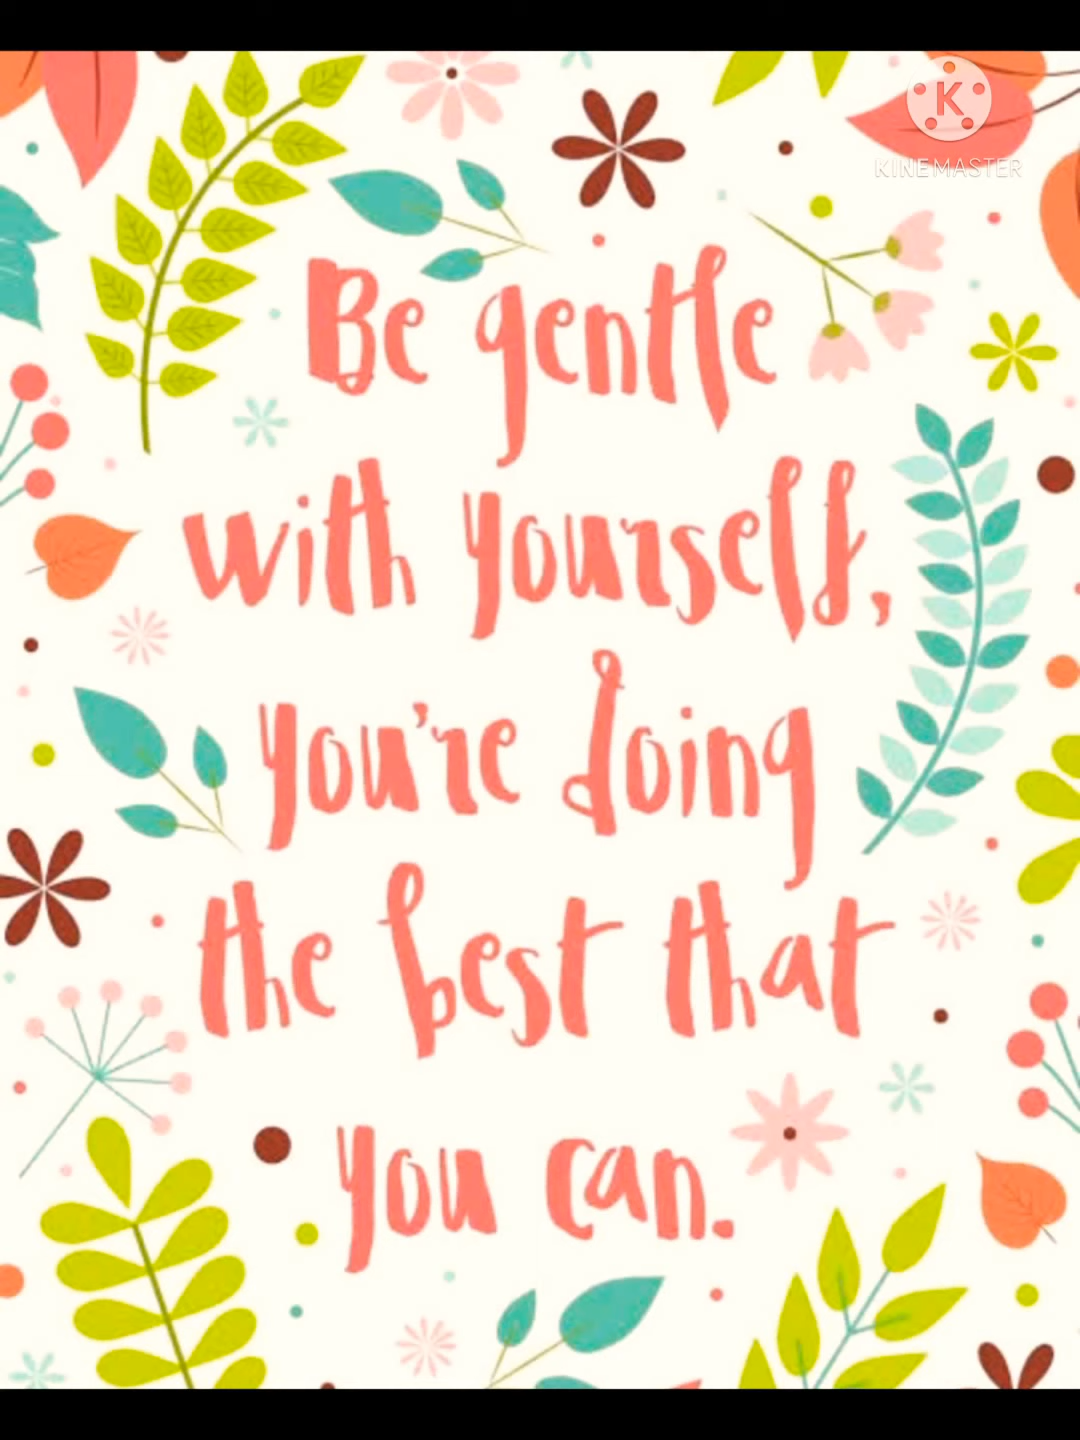 K
KINEMASTER
Be gentle
with yourself,
you're doing
the best that
you can.